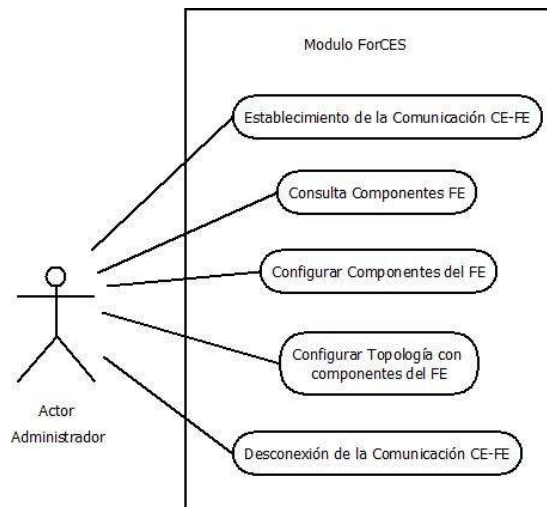 Modulo ForCES
Establecimiento de la Comunicación CE-FE
Consulta Componentes FE
Configurar Componentes del FE
Configurar Topología con
componentes del FE
Actor
Administrador
Desconexión de la Comunicación CE-FE